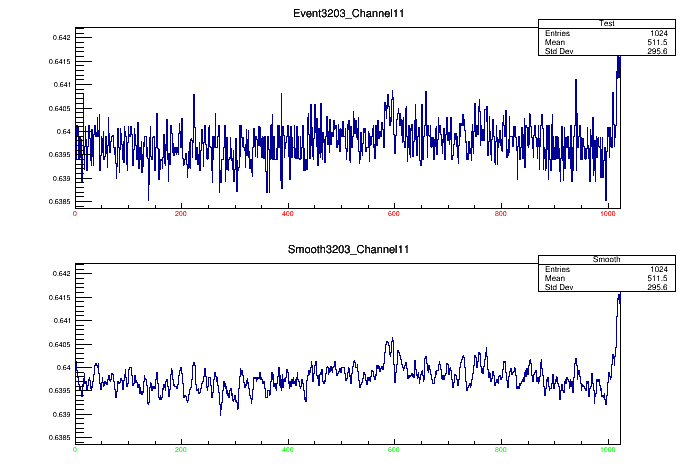 Event3203_Channel11
Test
Entries 1024
Mean 511.5
Std Dev 295.6
0.642
0.6415
0.641
0.6405
0.64
0.6395
0.639
0.6385
0 200 400 600 800 1000
Smooth3203_Channel11
Smooth
Entries 1024
Mean 511.5
Std Dev 295.6
0.642
0.6415
0.641
0.6405
0.64
0.6395
0.639
0.6385
0 200 400 600 800 1000